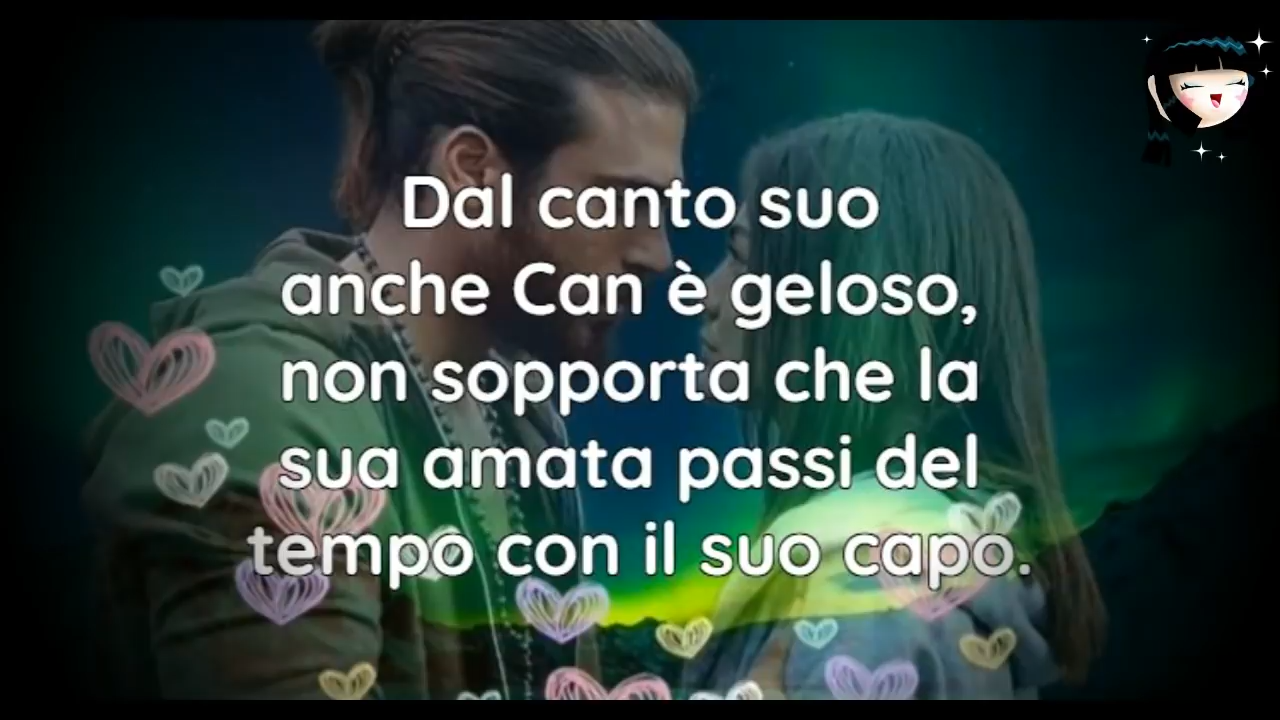 Dal canto suo
anche Can è geloso,
non sopporta che la
sua amata passi del
tempo con il suo capo.